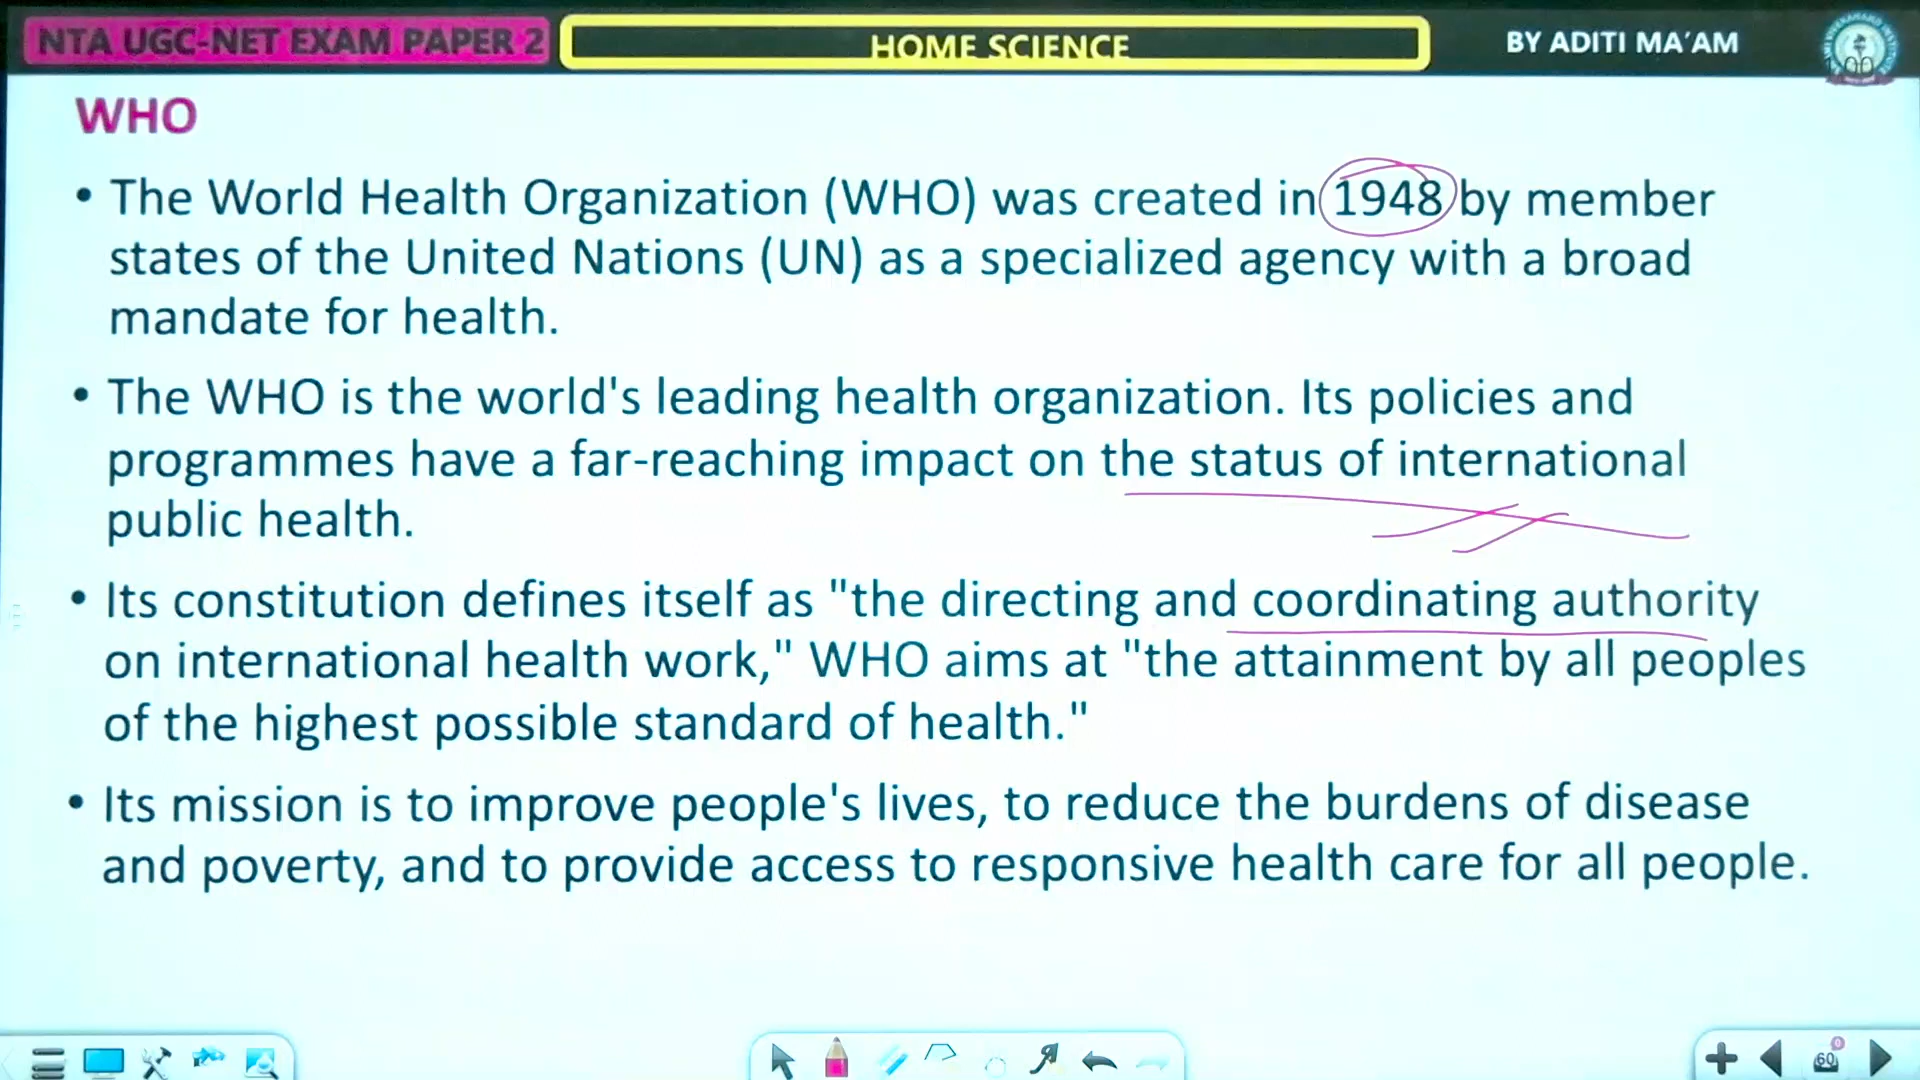 NTA UGC-NET EXAM PAPER 2
HOME SCIENCE
BY ADITI MA'AM
WHO
• The World Health Organization (WHO) was created in 1948 by member
states of the United Nations (UN) as a specialized agency with a broad
mandate for health.
• The WHO is the world's leading health organization. Its policies and
programmes have a far-reaching impact on the status of international
public health.
• Its constitution defines itself as "the directing and coordinating authority
on international health work," WHO aims at "the attainment by all peoples
of the highest possible standard of health."
• Its mission is to improve people's lives, to reduce the burdens of disease
and poverty, and to provide access to responsive health care for all people.
60
0